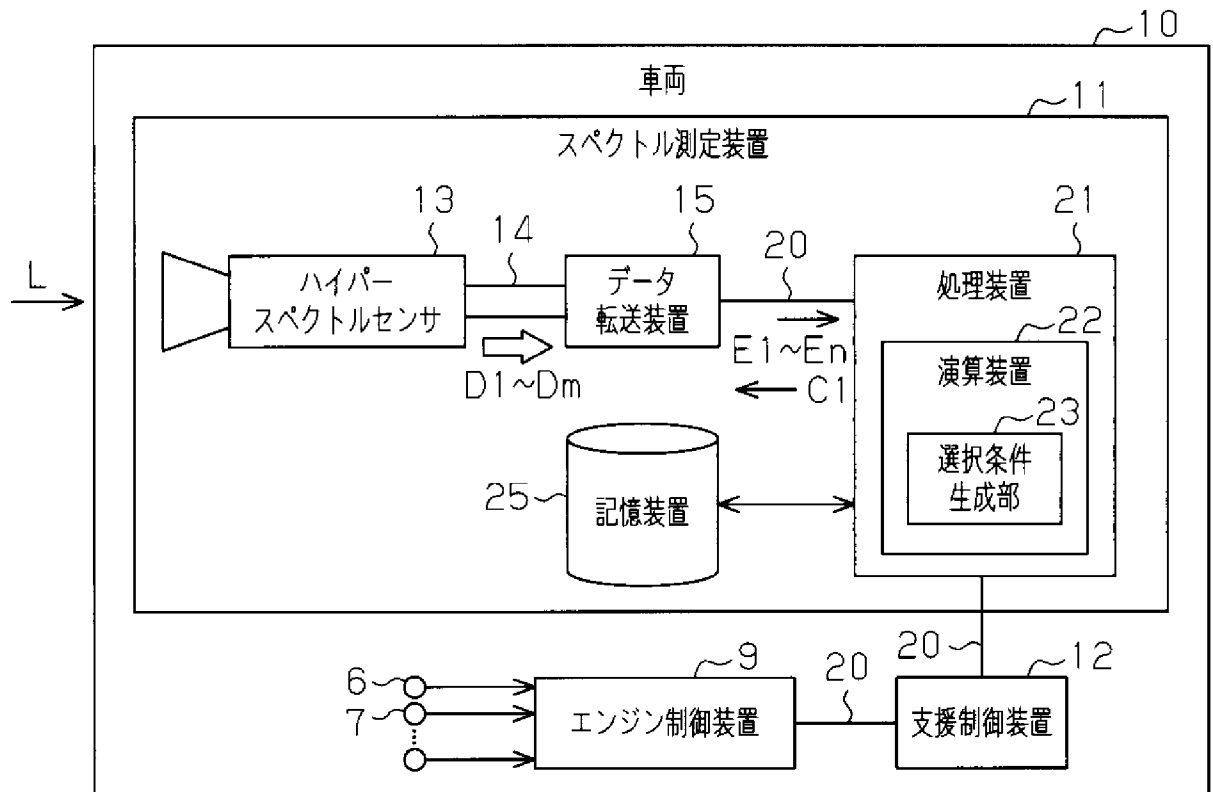 10
車両
11
スペクトル測定装置
13
14
15
20
21
L
ハイパー
スペクトルセンサ
データ
転送装置
処理装置
D1~Dm
E1~En
C1
22
演算装置
23
選択条件
生成部
25
記憶装置
20
6
7
9
エンジン制御装置
20
12
支援制御装置